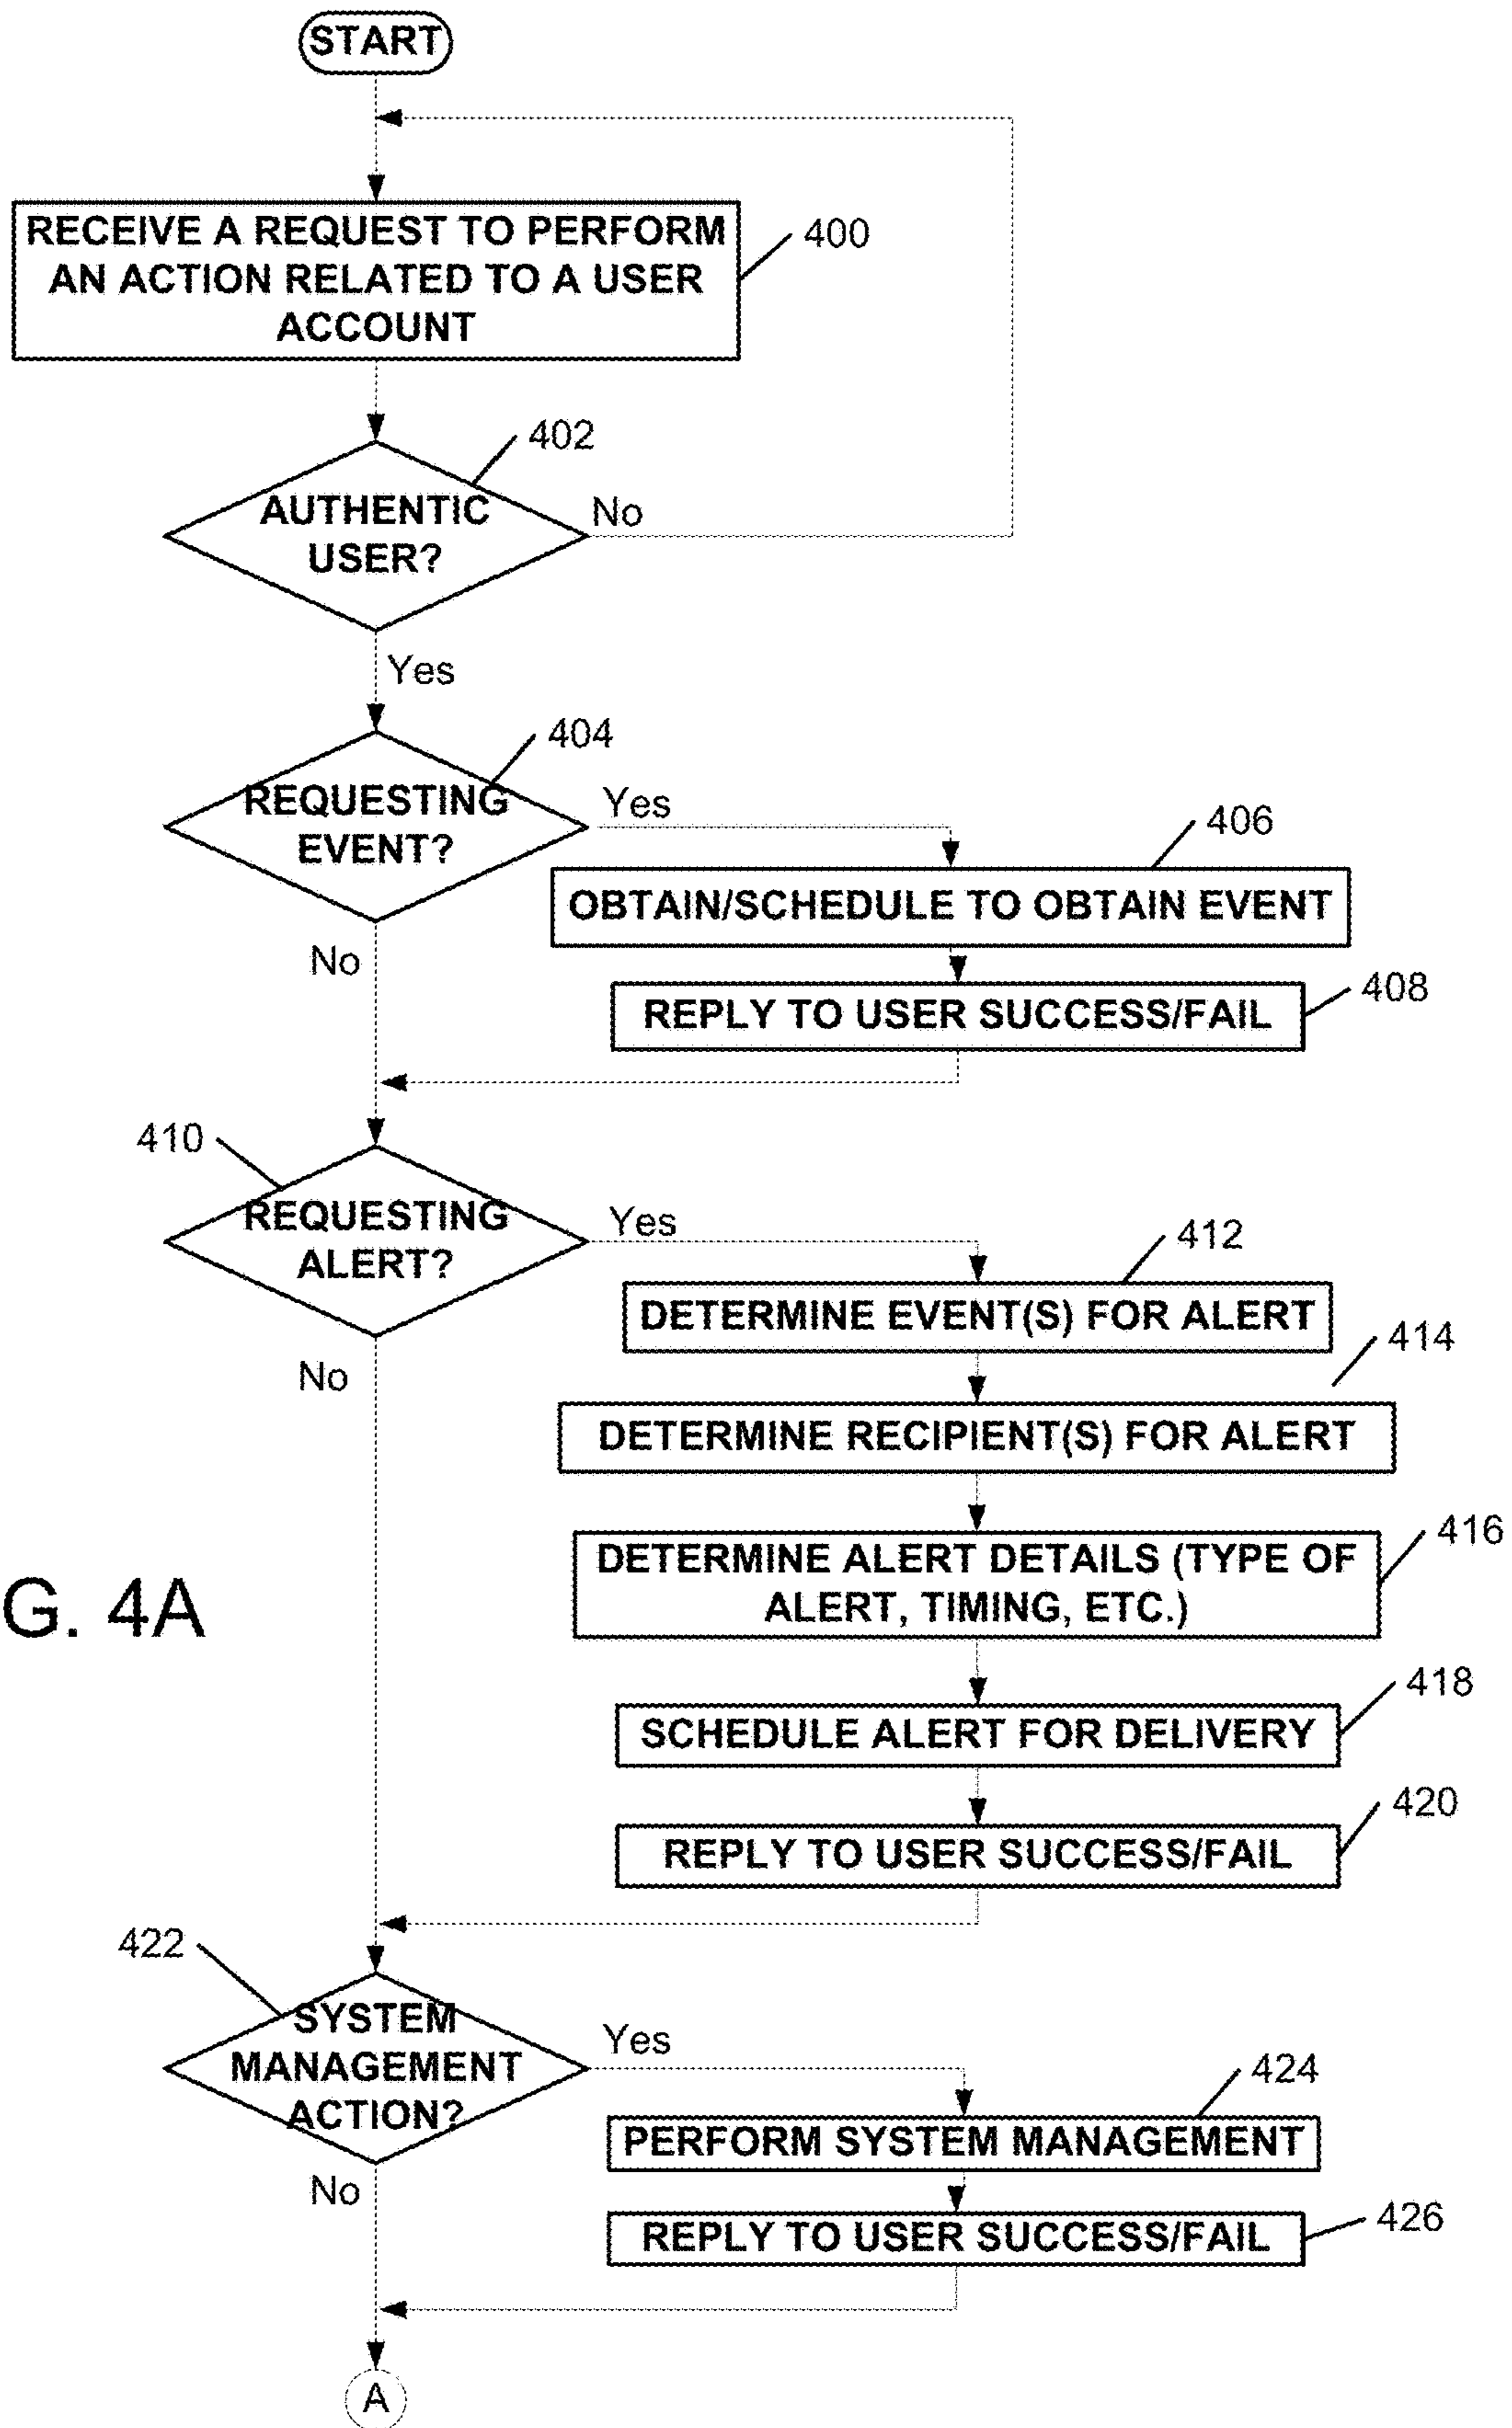 START
RECEIVE A REQUEST TO PERFORM
AN ACTION RELATED TO A USER
ACCOUNT
400
402
AUTHENTIC
USER?
No
Yes
404
REQUESTING
EVENT?
Yes
406
OBTAIN/SCHEDULE TO OBTAIN EVENT
No
408
REPLY TO USER SUCCESS/FAIL
410
REQUESTING
ALERT?
Yes
412
DETERMINE EVENT(S) FOR ALERT
No
414
DETERMINE RECIPIENT(S) FOR ALERT
416
DETERMINE ALERT DETAILS (TYPE OF
ALERT, TIMING, ETC.)
G. 4A
418
SCHEDULE ALERT FOR DELIVERY
420
REPLY TO USER SUCCESS/FAIL
422
SYSTEM
MANAGEMENT
ACTION?
Yes
424
PERFORM SYSTEM MANAGEMENT
No
426
REPLY TO USER SUCCESS/FAIL
A